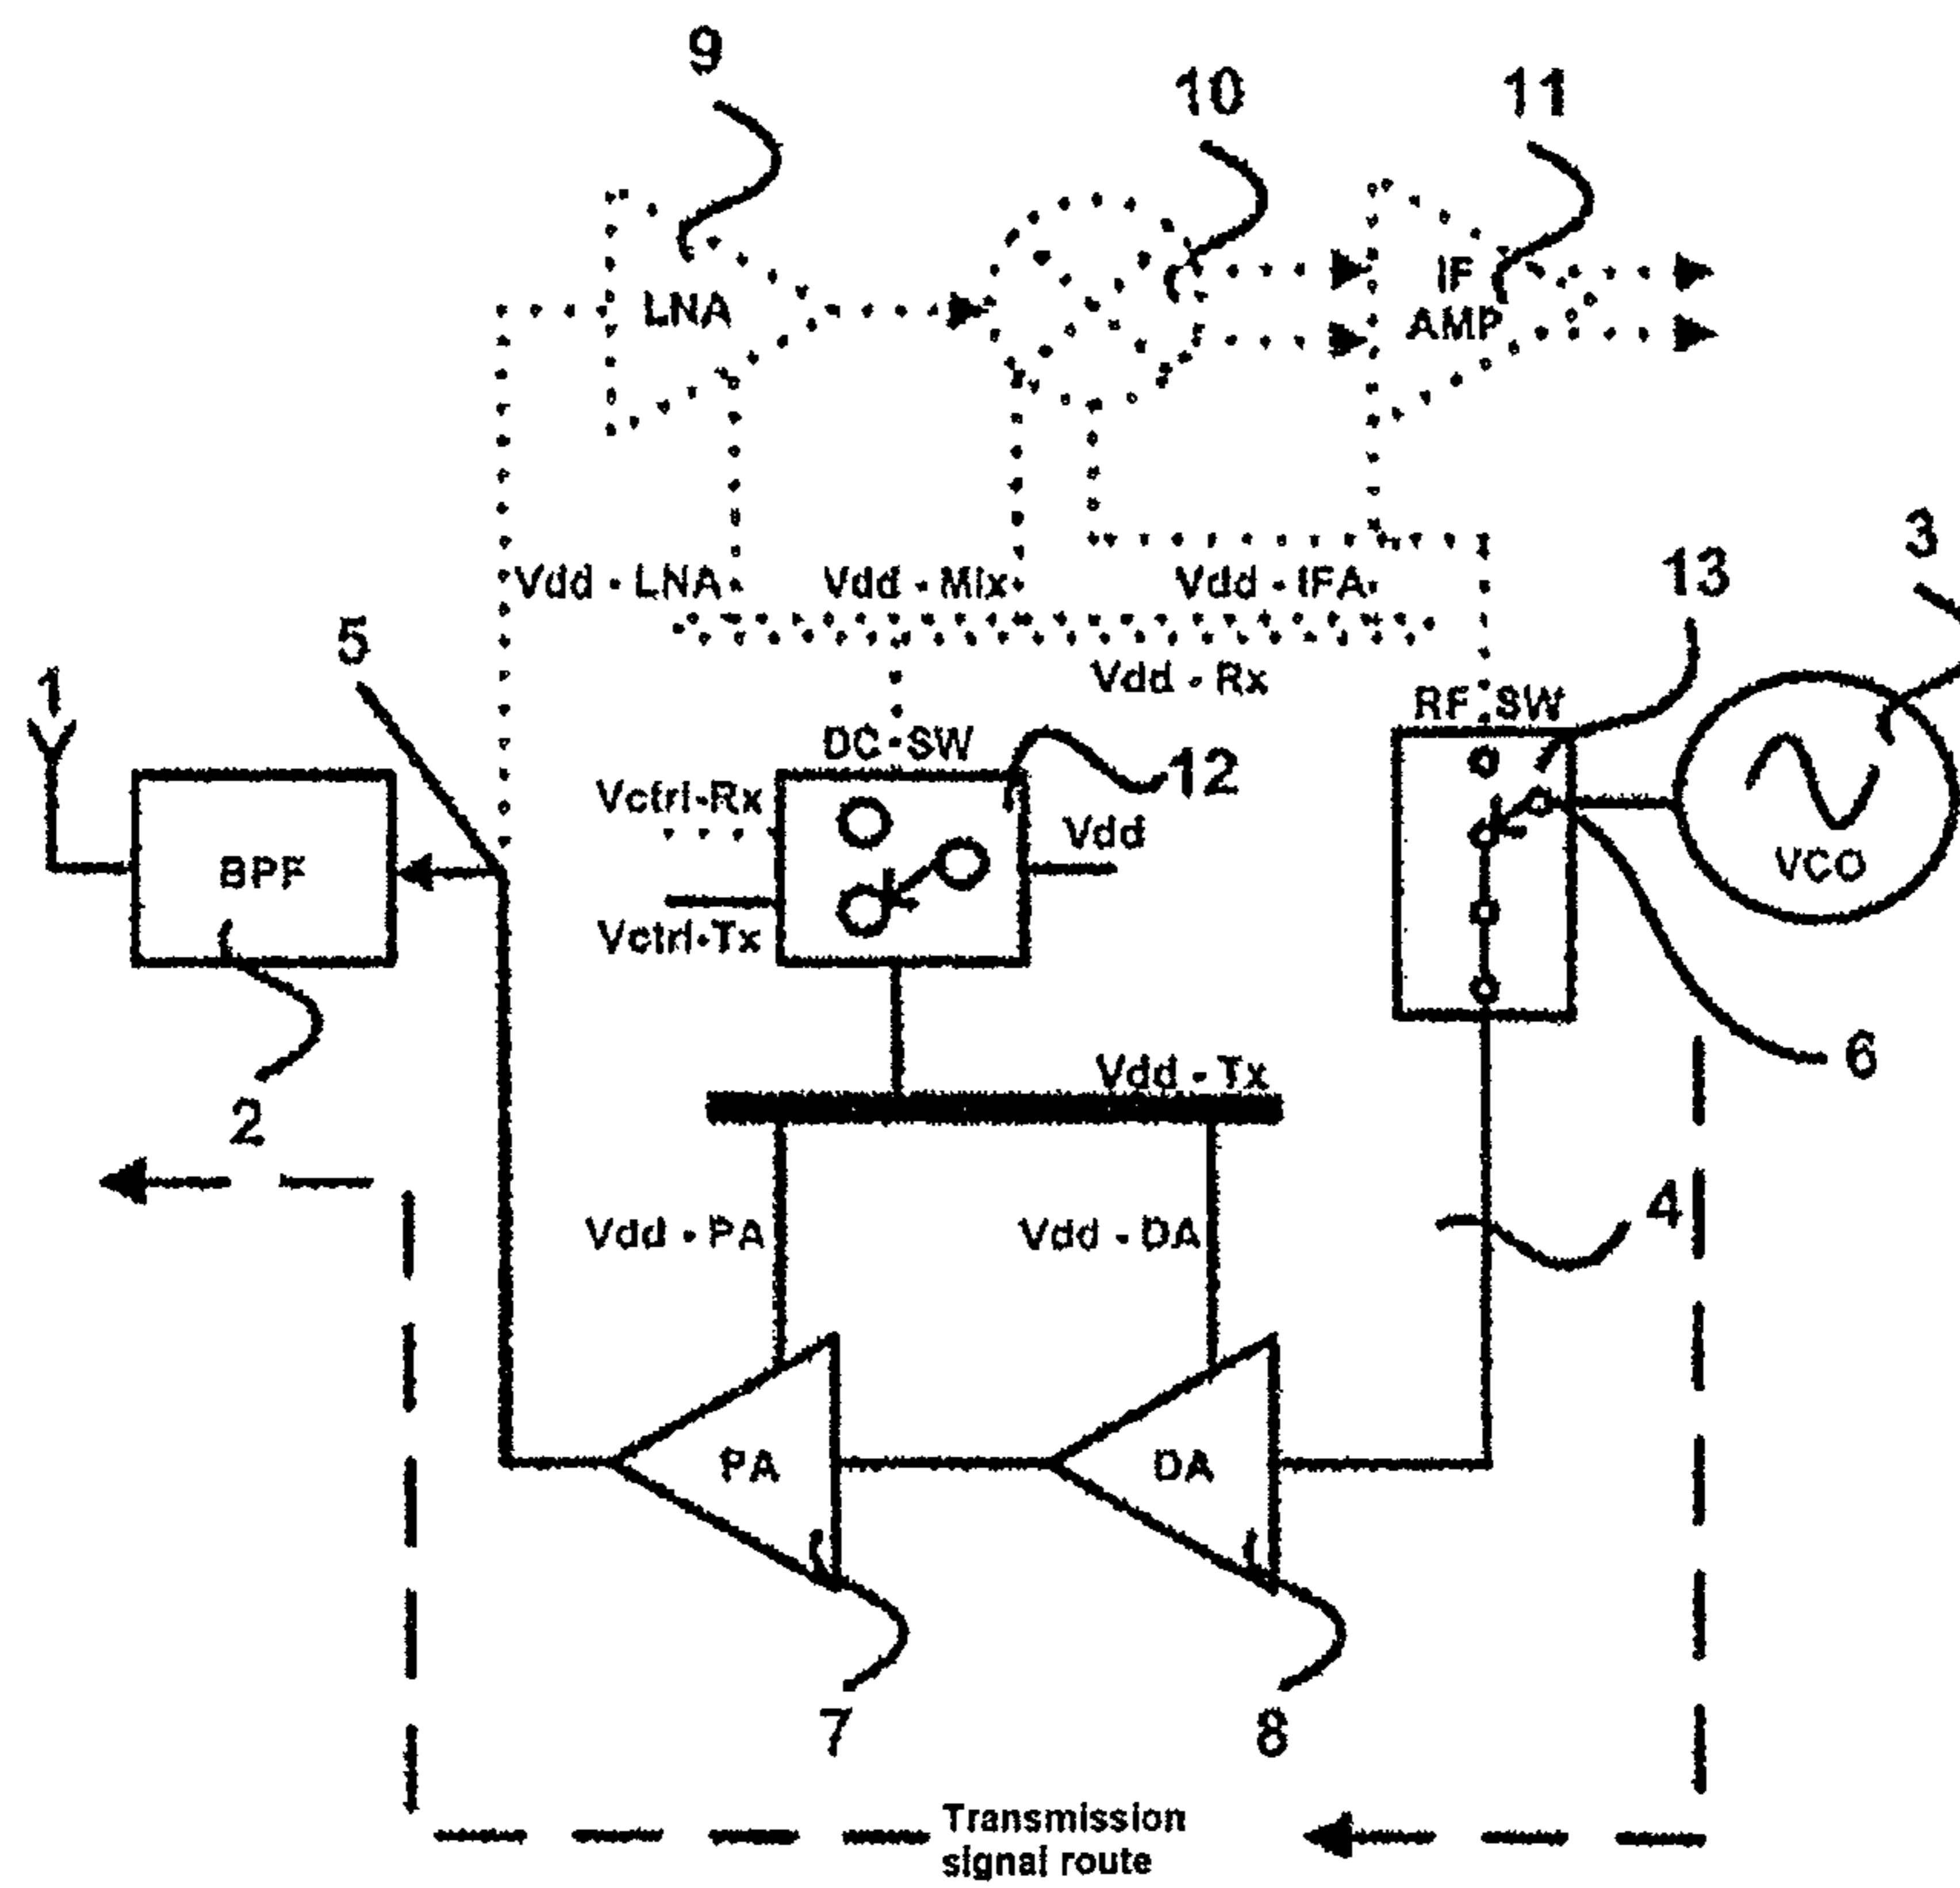 9
10
11
LNA
IF
AMP
Vdd - LNA
Vdd - Mix
Vdd - IFA
13
3
5
1
Vdd - Rx
RF SW
DC SW
12
Vctrl-Rx
Vdd
BPF
VCO
Vctrl-Tx
6
Vdd - Tx
2
4
Vdd - PA
Vdd - DA
PA
DA
7
8
Transmission
signal route